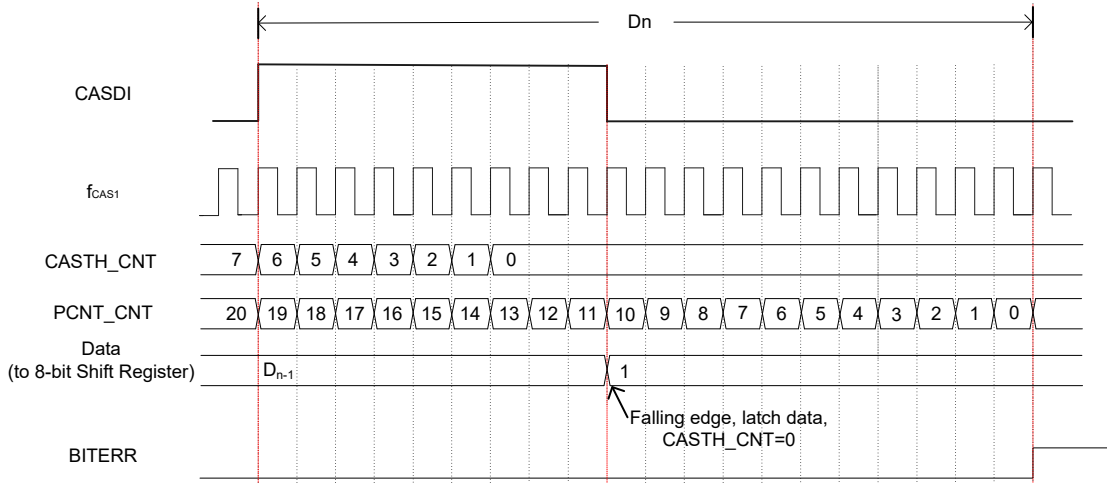 Dn
CASDI
fCAS1
CASTH_CNT 7 6 5 4 3 2 1 0
PCNT_CNT 20 19 18 17 16 15 14 13 12 11 10 9 8 7 6 5 4 3 2 1 0
Data
(to 8-bit Shift Register) Dn-1 1
Falling edge, latch data,
CASTH_CNT=0
BITERR